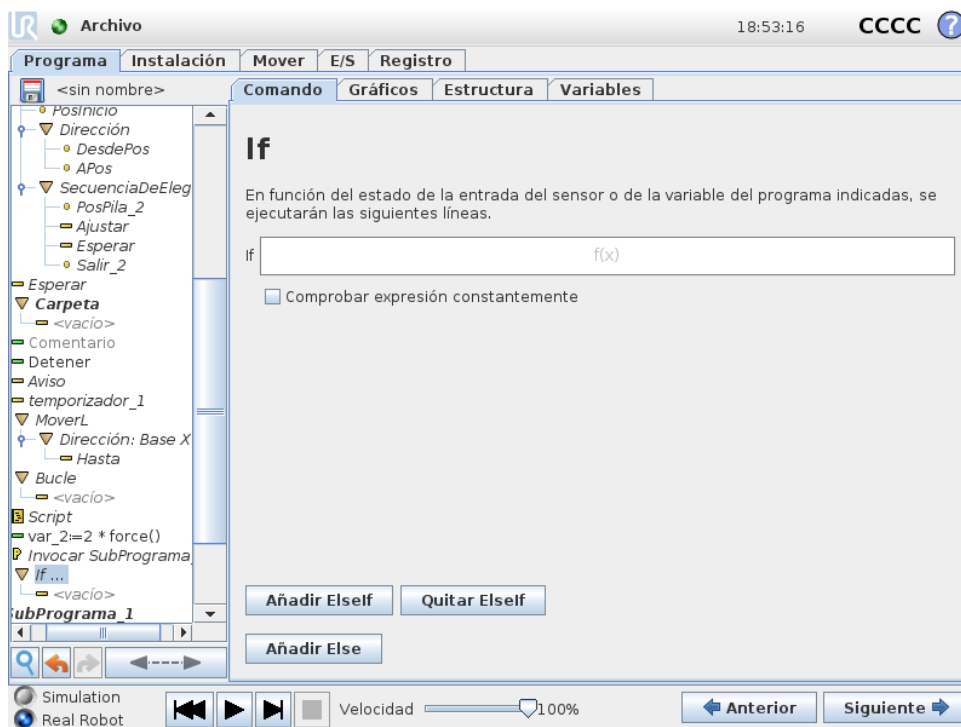 UR Archivo 18:53:16 CCCC ?
Programa Instalación Mover E/S Registro
<sin nombre>
Comando Gráficos Estructura Variables
PosInicio
Dirección
DesdePos
APos
SecuenciaDeEleg
PosPila_2
Ajustar
Esperar
Salir_2
Esperar
Carpeta
<vacío>
Comentario
Detener
Aviso
temporizador_1
MoverL
Dirección: Base X
Hasta
Bucle
<vacío>
Script
var_2:=2 * force()
P Invocar SubPrograma_
If ...
<vacío>
SubPrograma_1
If
En función del estado de la entrada del sensor o de la variable del programa indicadas, se
ejecutarán las siguientes líneas.
If f(x)
Comprobar expresión constantemente
Añadir ElseIf Quitar ElseIf
Añadir Else
Simulation
Real Robot
Velocidad 100%
Anterior Siguiente